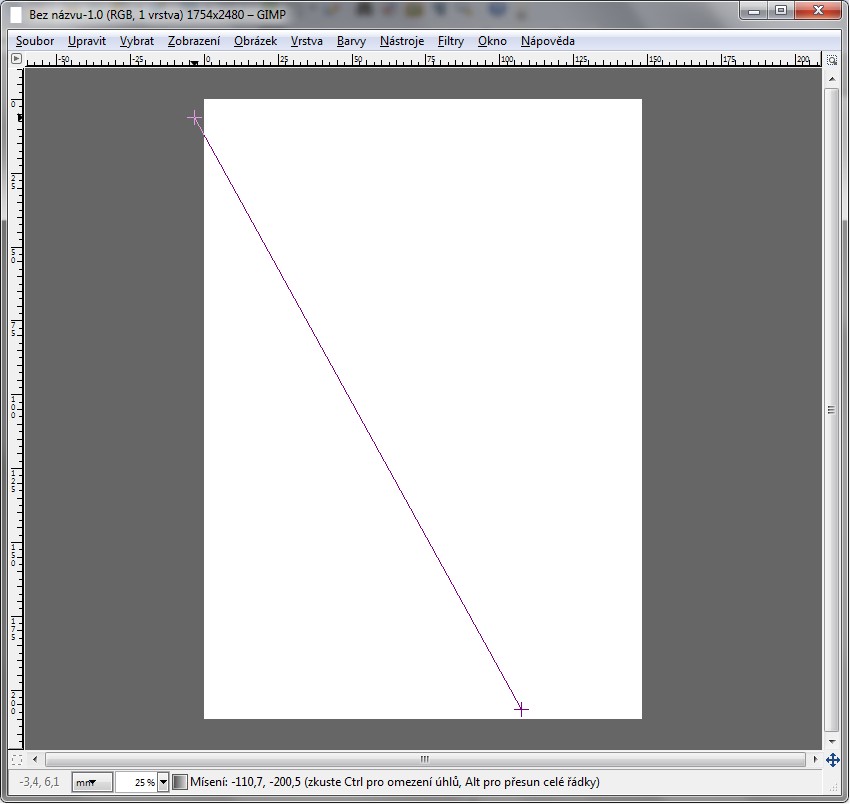 Bez názvu-1.0 (RGB, 1 vrstva) 1754x2480 – GIMP
Soubor Upravit Vybrat Zobrazení Obrázek Vrstva Barvy Nástroje Filtry Okno Nápověda
-50 -25 0 25 50 75 100 125 150 175 200
0
25
50
75
100
125
150
175
200
-3,4, 6,1 mm 25 % Mísení: -110,7, -200,5 (zkuste Ctrl pro omezení úhlů, Alt pro přesun celé řádky)